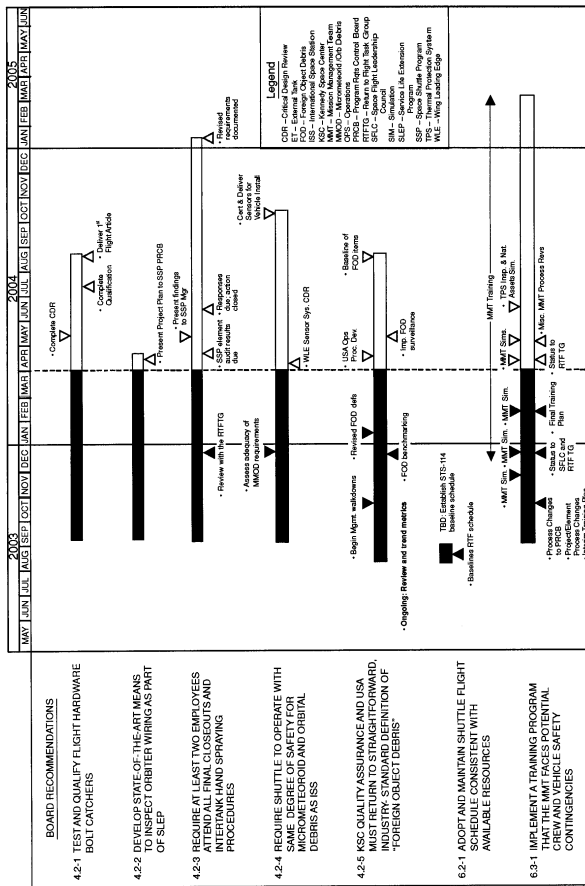 2003
2004
2005
MAY JUN JUL AUG SEP OCT NOV DEC JAN FEB MAR APR MAY JUN JUL AUG SEP OCT NOV DEC JAN FEB MAR APR MAY JUN
BOARD RECOMMENDATIONS
4.2-1 TEST AND QUALIFY FLIGHT HARDWARE
BOLT CATCHERS
• Complete CDR
• Complete
Qualification
• Deliver 1st
Flight Article
4.2-2 DEVELOP STATE-OF-THE-ART MEANS
TO INSPECT ORBITER WIRING AS PART
OF SLEP
• Present Project Plan to SSP PRCB
4.2-3 REQUIRE AT LEAST TWO EMPLOYEES
ATTEND ALL FINAL CLOSEOUTS AND
INTERTANK HAND SPRAYING
PROCEDURES
• Present findings
to SSP Mgr
• Review with the RTFTG
• SSP element
audit results
due
• Responses
due; action
closed
• Revised
requirements
documented
4.2-4 REQUIRE SHUTTLE TO OPERATE WITH
SAME DEGREE OF SAFETY FOR
MICROMETEOROID AND ORBITAL
DEBRIS AS ISS
• Assess adequacy of
MMOD requirements
• WLE Sensor Sys. CDR
• Cert & Deliver
Sensors for
Vehicle Install
4.2-5 KSC QUALITY ASSURANCE AND USA
MUST RETURN TO STRAIGHTFORWARD,
INDUSTRY-STANDARD DEFINITION OF
"FOREIGN OBJECT DEBRIS"
• Begin Mgmt walkdowns
• Revised FOD defs
• USA Ops
Proc. Dev.
• Baseline of
FOD items
• FOD benchmarking
• Imp. FOD
surveillance
• Ongoing: Review and trend metrics
6.2-1 ADOPT AND MAINTAIN SHUTTLE FLIGHT
SCHEDULE CONSISTENT WITH
AVAILABLE RESOURCES
TBD: Establish STS-114
baseline schedule
• Baselines RTF schedule
6.3-1 IMPLEMENT A TRAINING PROGRAM
THAT THE MMT FACES POTENTIAL
CREW AND VEHICLE SAFETY
CONTINGENCIES
MMT Training
• MMT Sim.
• MMT Sim.
• MMT Sim.
• MMT Sims.
• TPS Insp. & Nat.
Assets Sim.
• Process Changes
to PRCB
• Project/Element
Process Changes
• Interim Training Plan
• Status to
SFLC and
RTF TG
• Final Training
Plan
• Status to
RTF TG
• Misc. MMT Process Revs
Legend
CDR – Critical Design Review
ET – External Tank
FOD – Foreign Object Debris
ISS – International Space Station
KSC – Kennedy Space Center
MMT – Mission Management Team
MMOD – Micrometeroid /Orb Debris
OPS – Operations
PRCB – Program Rqts Control Board
RTFTG – Return to Flight Task Group
SFLC – Space Flight Leadership
Council
SIM – Simulation
SLEP – Service Life Extension
Program
SSP – Space Shuttle Program
TPS – Thermal Protection System
WLE – Wing Leading Edge